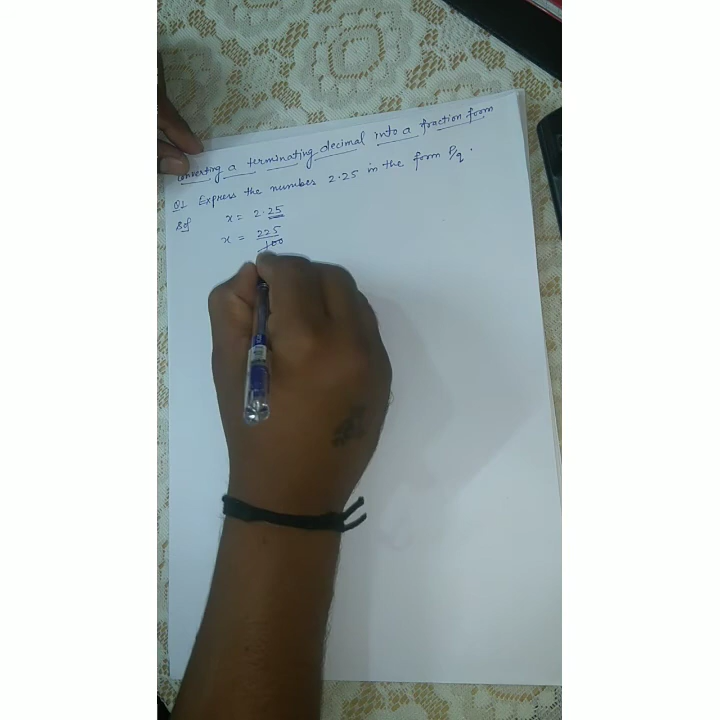 Converting a terminating decimal into a fraction form
Q1 Express the number 2.25 in the form P/q.
Sol x = 2.25
x = 225/100